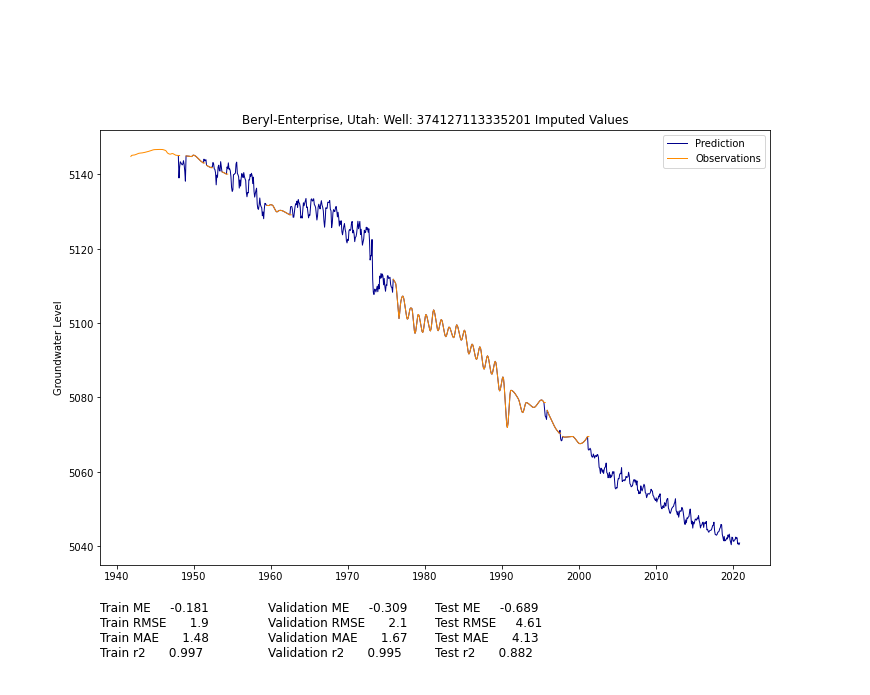 Beryl-Enterprise, Utah: Well: 374127113335201 Imputed Values
Prediction
Observations
Groundwater Level
5140
5120
5100
5080
5060
5040
1940 1950 1960 1970 1980 1990 2000 2010 2020
Train ME -0.181 Validation ME -0.309 Test ME -0.689
Train RMSE 1.9 Validation RMSE 2.1 Test RMSE 4.61
Train MAE 1.48 Validation MAE 1.67 Test MAE 4.13
Train r2 0.997 Validation r2 0.995 Test r2 0.882